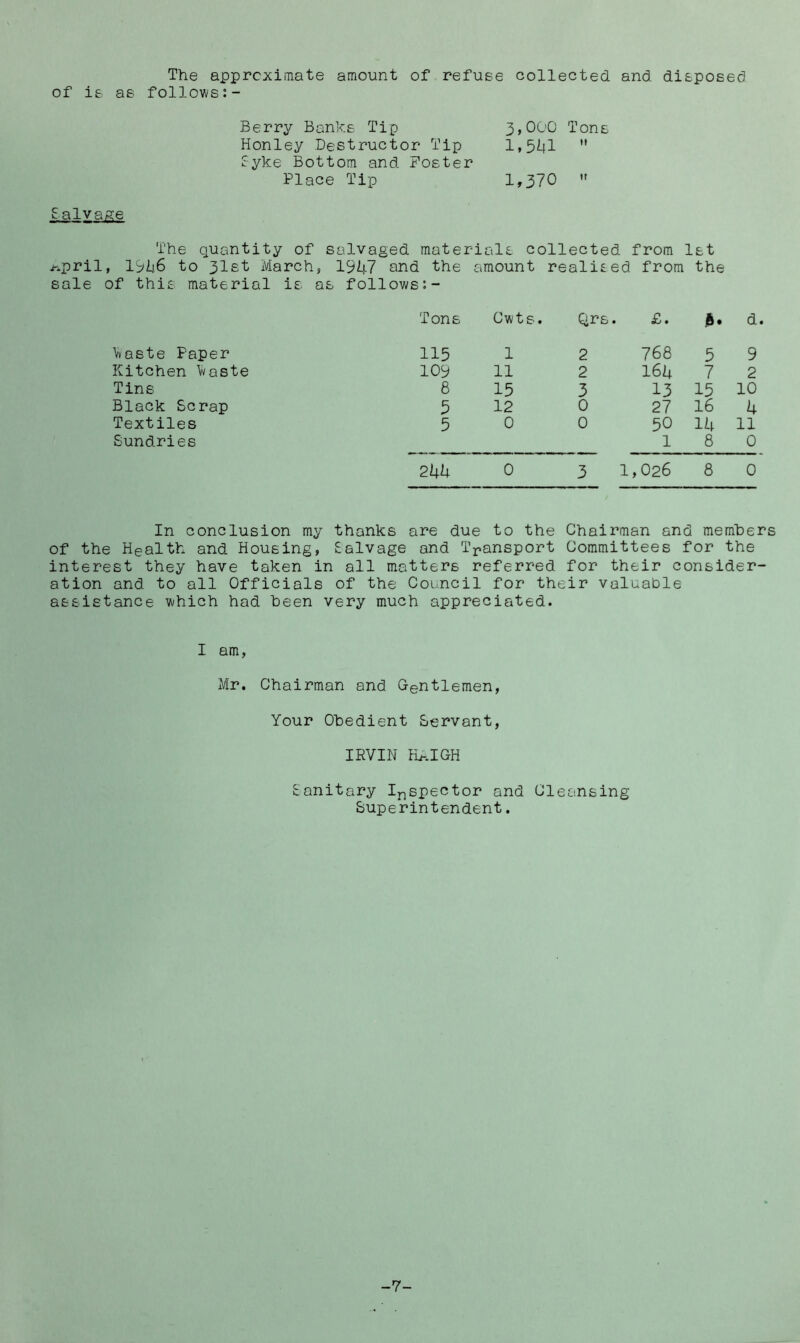 The approximate amount of refuse collected and disposed
of is as follows:-
Berry Banks Tip 3,000 Tons
Honley Destructor Tip 1,541 "
Syke Bottom and Foster
Place Tip 1,370 "
Salvage
The quantity of salvaged materials collected from 1st
April, 1946 to 31st March, 1947 and the amount realised from the
sale of this material is as follows:-
Tons Cwts. Qrs. £. s. d.
Waste Paper 115 1 2 768 5 9
Kitchen Waste 109 11 2 164 7 2
Tins 8 15 3 13 15 10
Black Scrap 5 12 0 27 16 4
Textiles 5 0 0 50 14 11
Sundries 1 8 0
244 0 3 1,026 8 0
In conclusion my thanks are due to the Chairman and members
of the Health and Housing, Salvage and Transport Committees for the
interest they have taken in all matters referred for their consider-
ation and to all Officials of the Council for their valuable
assistance which had been very much appreciated.
I am,
Mr. Chairman and Gentlemen,
Your Obedient Servant,
IRVIN HAIGH
Sanitary Inspector and Cleansing
Superintendent.
-7-